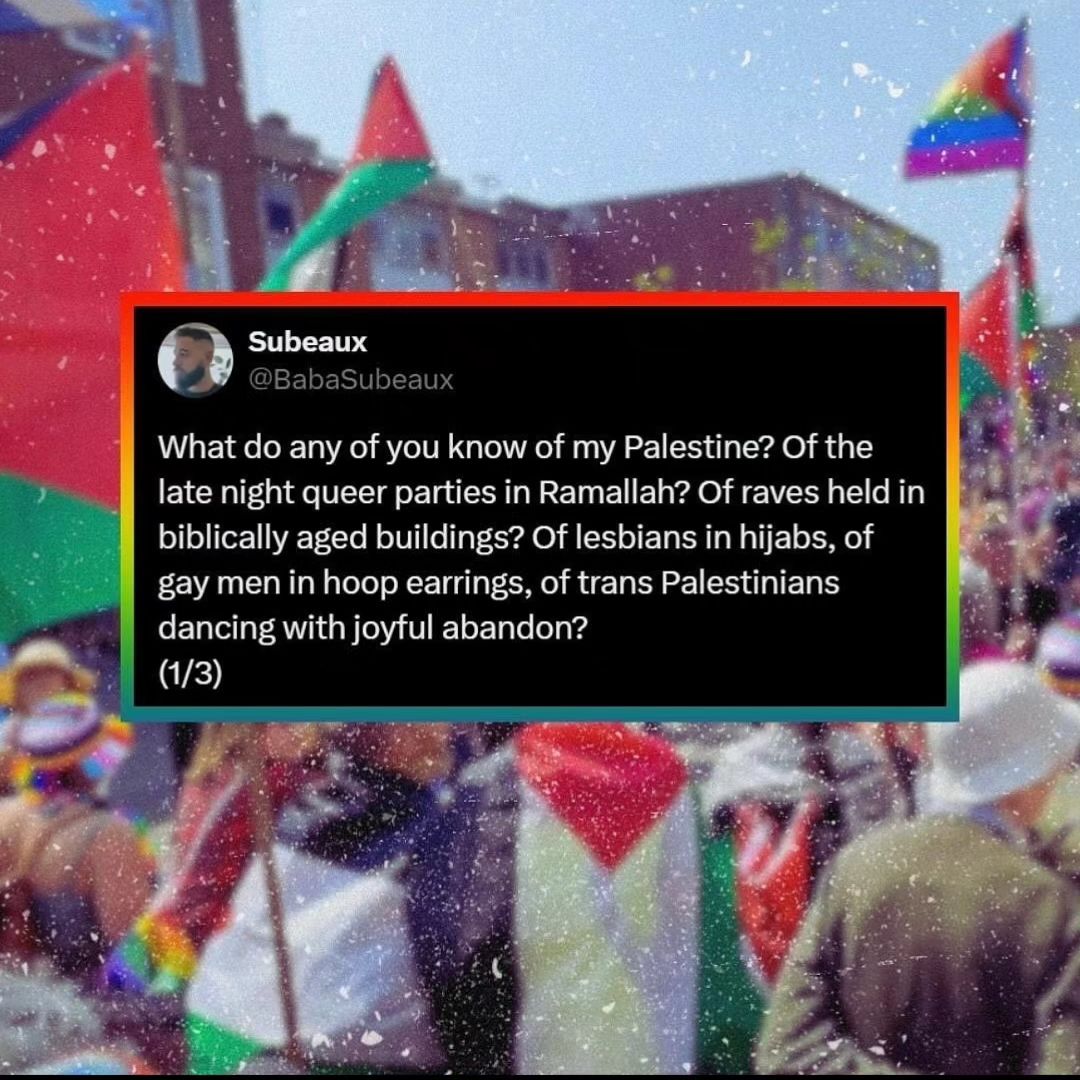 Subeaux
@BabaSubeaux
What do any of you know of my Palestine? Of the
late night queer parties in Ramallah? Of raves held in
biblically aged buildings? Of lesbians in hijabs, of
gay men in hoop earrings, of trans Palestinians
dancing with joyful abandon?
(1/3)